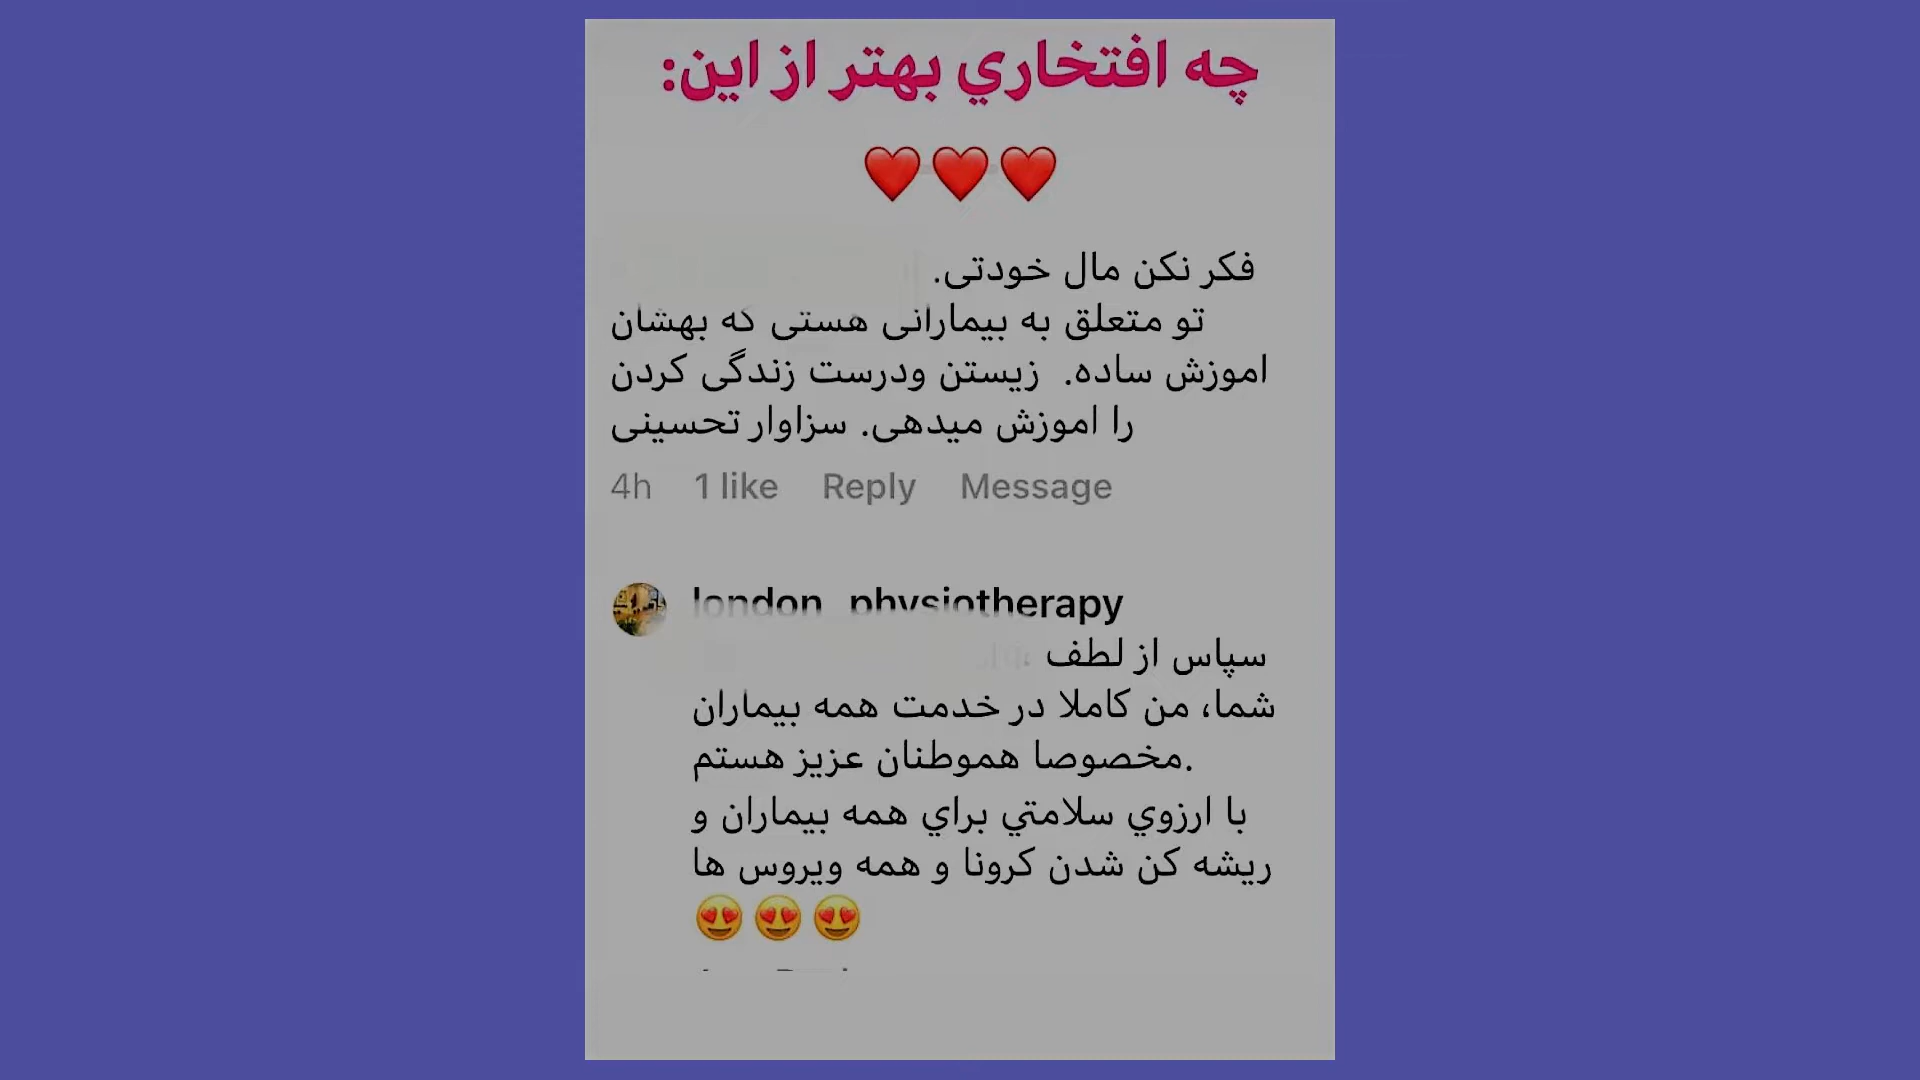 چه افتخاري بهتر از این:
❤️❤️❤️
فکر نکن مال خودتی.
تو متعلق به بیمارانی هستی که بهشان
اموزش ساده. زیستن ودرست زندگی کردن
را اموزش میدهی. سزاوار تحسینی
4h 1 like Reply Message
london_physiotherapy
سپاس از لطف
شما، من کاملا در خدمت همه بیماران
مخصوصا هموطنان عزیز هستم.
با ارزوي سلامتي براي همه بیماران و
ریشه کن شدن کرونا و همه ویروس ها
😍😍😍